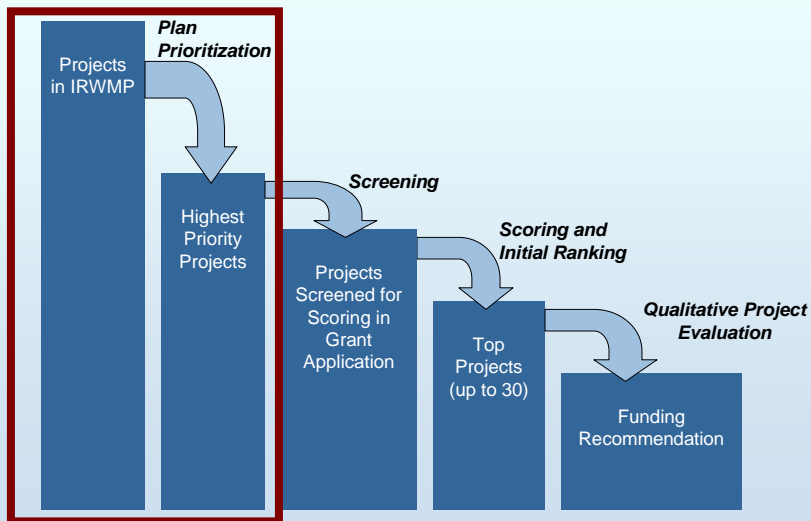 Plan
Prioritization
Projects
in IRWMP
Highest
Priority
Projects
Screening
Projects
Screened for
Scoring in
Grant
Application
Scoring and
Initial Ranking
Top
Projects
(up to 30)
Qualitative Project
Evaluation
Funding
Recommendation